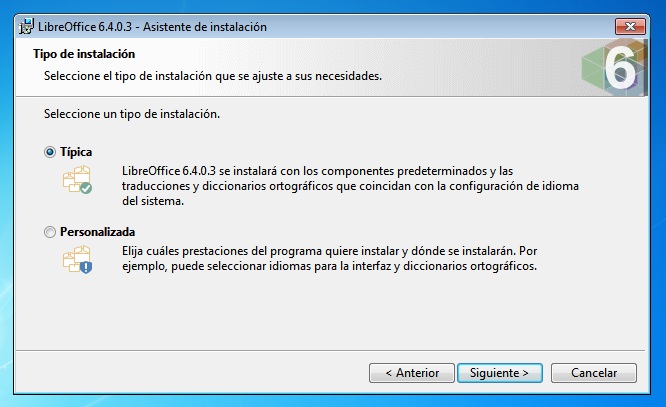 LibreOffice 6.4.0.3 - Asistente de instalación
Tipo de instalación
Seleccione el tipo de instalación que se ajuste a sus necesidades.
6
Seleccione un tipo de instalación.
Típica
LibreOffice 6.4.0.3 se instalará con los componentes predeterminados y las
traducciones y diccionarios ortográficos que coincidan con la configuración de idioma
del sistema.
Personalizada
Elija cuáles prestaciones del programa quiere instalar y dónde se instalarán. Por
ejemplo, puede seleccionar idiomas para la interfaz y diccionarios ortográficos.
< Anterior Siguiente > Cancelar